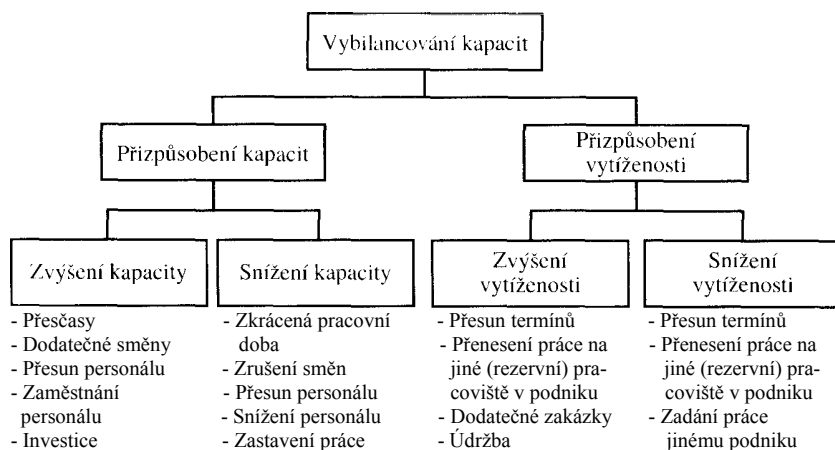 Vybilancování kapacit
Přizpůsobení kapacit
Přizpůsobení
vytíženosti
Zvýšení kapacity
Snížení kapacity
Zvýšení
vytíženosti
Snížení
vytíženosti
- Přesčasy
- Dodatečné směny
- Přesun personálu
- Zaměstnání
personálu
- Investice
- Zkrácená pracovní
doba
- Zrušení směn
- Přesun personálu
- Snížení personálu
- Zastavení práce
- Přesun termínů
- Přenesení práce na
jiné (rezervní) pra-
coviště v podniku
- Dodatečné zakázky
- Údržba
- Přesun termínů
- Přenesení práce na
jiné (rezervní) pra-
coviště v podniku
- Zadání práce
jinému podniku